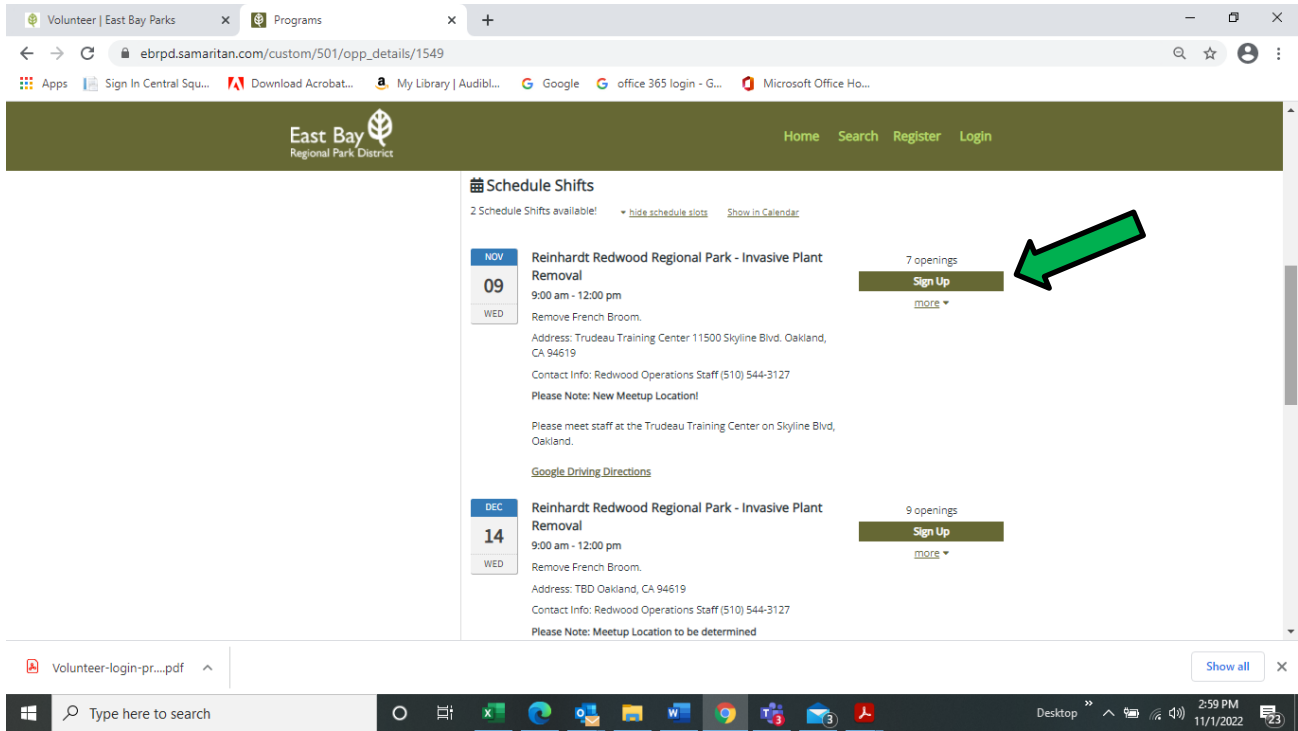 Volunteer | East Bay Parks
Programs
ebrpd.samaritan.com/custom/501/opp_details/1549
Apps
Sign In Central Squ...
Download Acrobat...
My Library | Audibl...
Google
office 365 login - G...
Microsoft Office Ho...
East Bay
Regional Park District
Home Search Register Login
Schedule Shifts
2 Schedule Shifts available! hide schedule slots Show in Calendar
NOV
09
WED
Reinhardt Redwood Regional Park - Invasive Plant
Removal
9:00 am - 12:00 pm
Remove French Broom.
Address: Trudeau Training Center 11500 Skyline Blvd. Oakland,
CA 94619
Contact Info: Redwood Operations Staff (510) 544-3127
Please Note: New Meetup Location!
Please meet staff at the Trudeau Training Center on Skyline Blvd,
Oakland.
Google Driving Directions
7 openings
Sign Up
more
DEC
14
WED
Reinhardt Redwood Regional Park - Invasive Plant
Removal
9:00 am - 12:00 pm
Remove French Broom.
Address: TBD Oakland, CA 94619
Contact Info: Redwood Operations Staff (510) 544-3127
Please Note: Meetup Location to be determined
9 openings
Sign Up
more
Volunteer-login-pr....pdf
Show all
Type here to search
3
3
Desktop
2:59 PM
11/1/2022
23